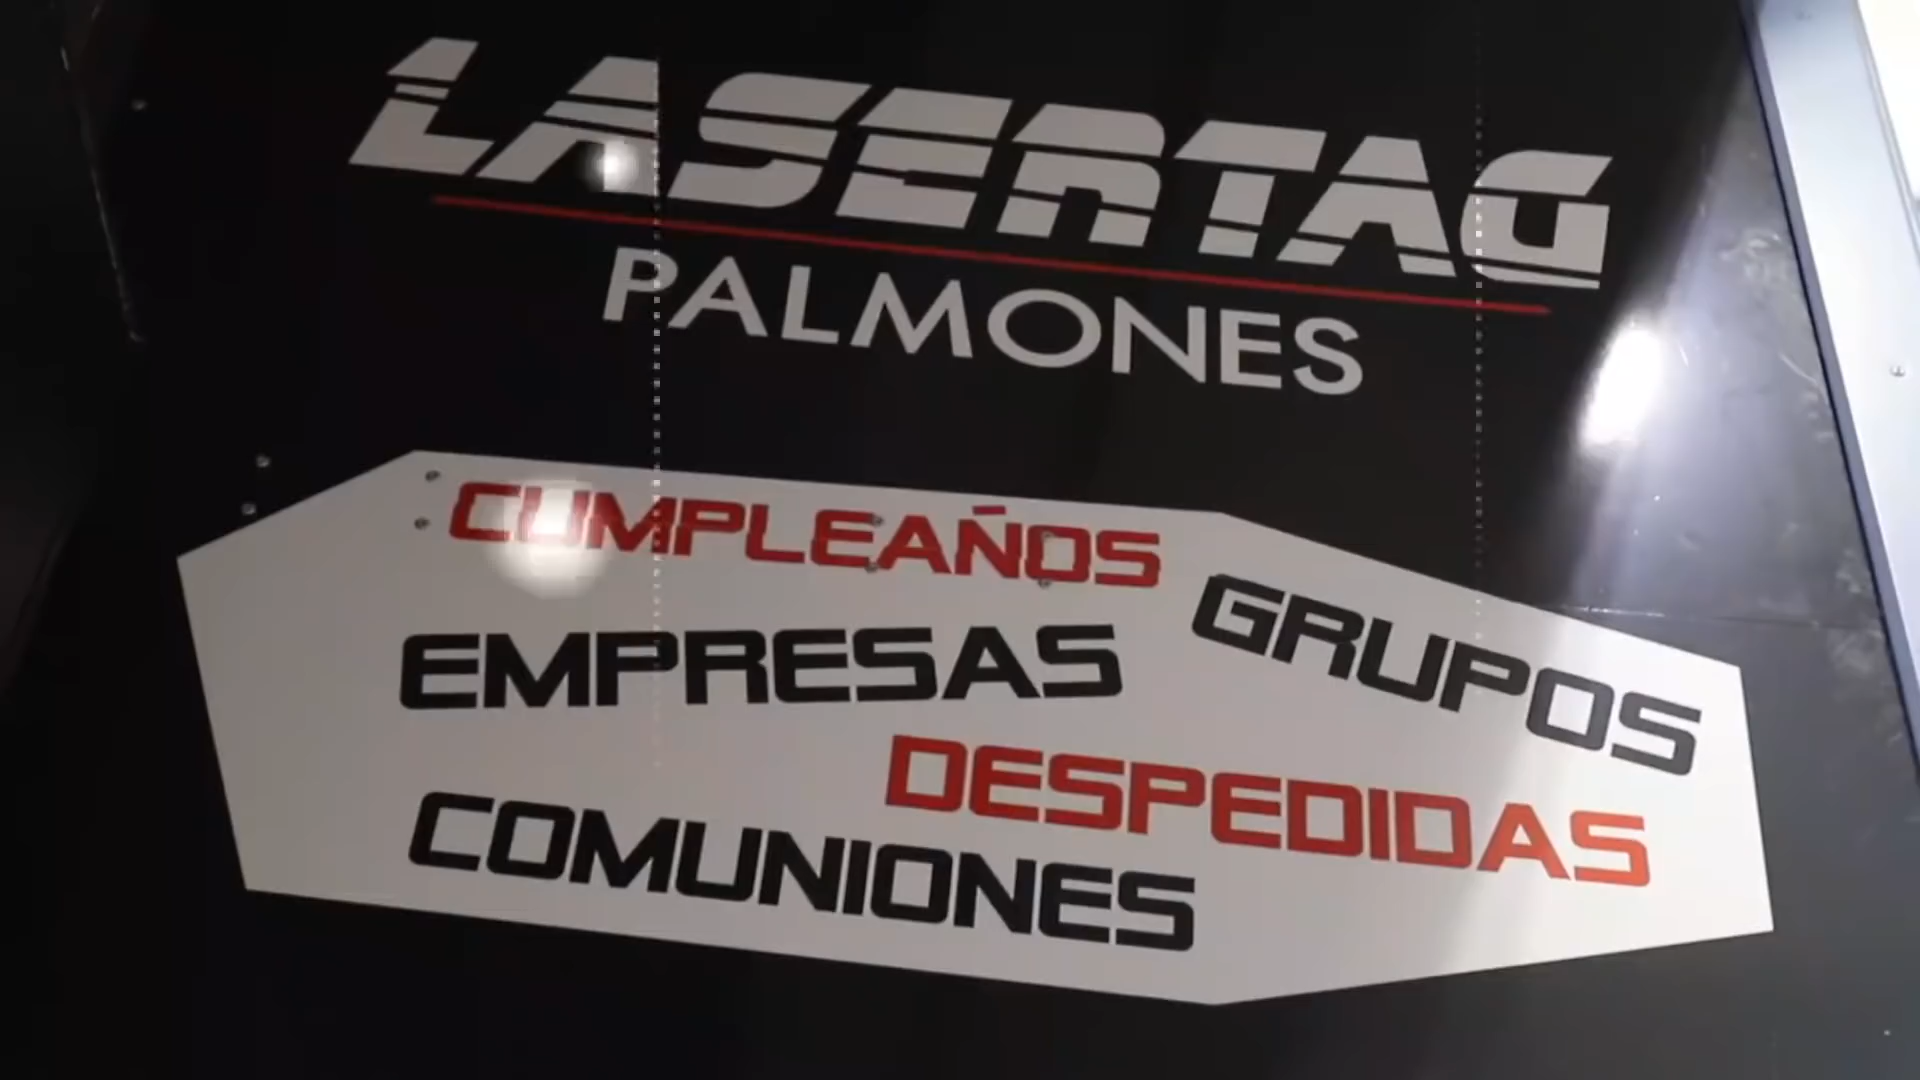 LASERTAG
PALMONES
CUMPLEAÑOS
GRUPOS
EMPRESAS
DESPEDIDAS
COMUNIONES